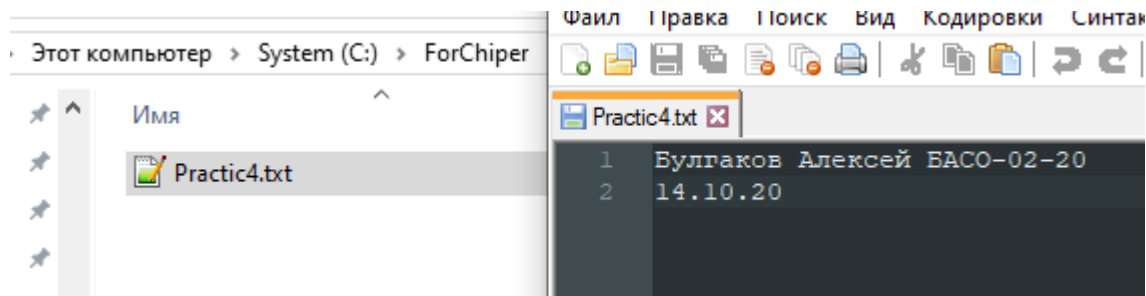 Файл Правка Поиск Вид Кодировки Синтак
Этот компьютер > System (C:) > ForChiper
Имя
Practic4.txt
Practic4.txt
1 Булгаков Алексей БАСО-02-20
2 14.10.20